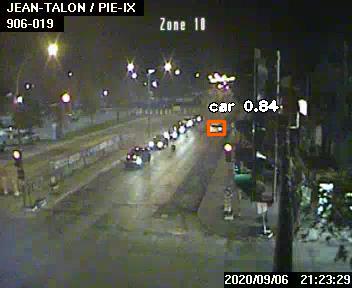 JEAN-TALON / PIE-IX
906-019
Zone 10
car 0.84
2020/09/06 21:23:29